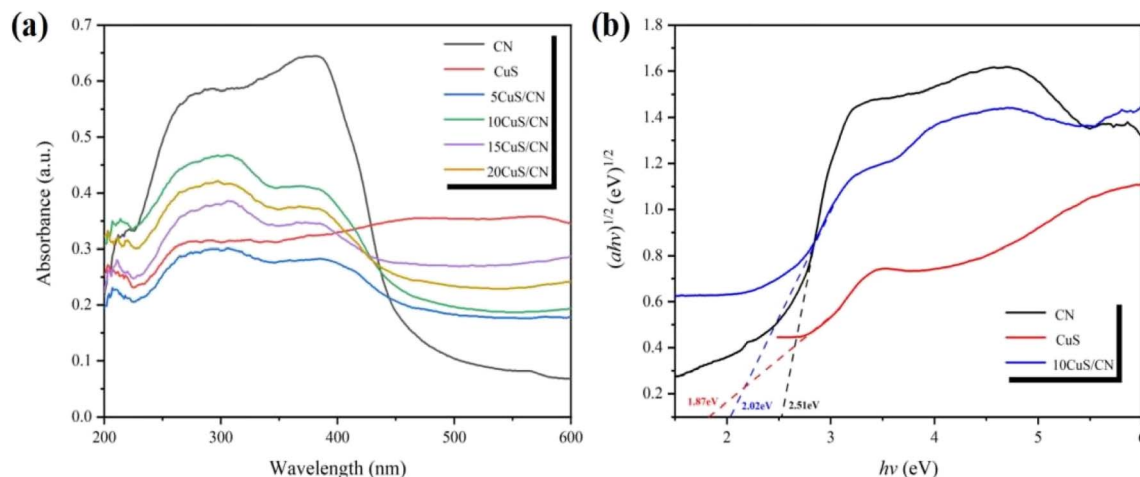 (a)
0.7
0.6
0.5
0.4
0.3
0.2
0.1
0.0
Absorbance (a.u.)
200
300
400
500
600
Wavelength (nm)
CN
CuS
5CuS/CN
10CuS/CN
15CuS/CN
20CuS/CN
(b)
1.8
1.6
1.4
1.2
1.0
0.8
0.6
0.4
0.2
(ahv)1/2 (eV)1/2
2
3
4
5
6
hv (eV)
CN
CuS
10CuS/CN
1.87eV
2.02eV
2.51eV